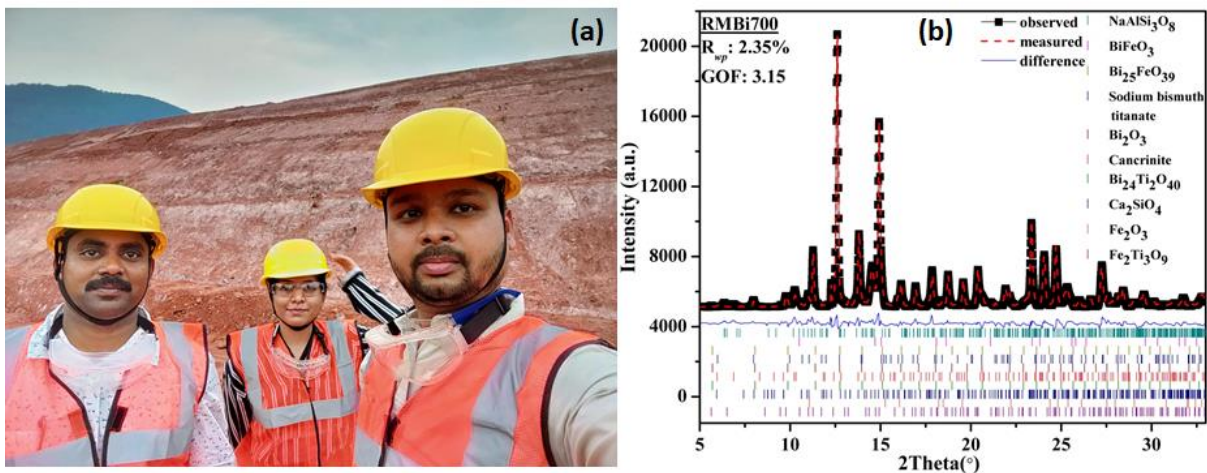 (a)
RMBi700
R_wp: 2.35%
GOF: 3.15
(b)
observed
measured
difference
NaAlSi₃O₈
BiFeO₃
Bi₂₅FeO₃₉
Sodium bismuth
titanate
Bi₂O₃
Cancrinite
Bi₂₄Ti₂O₄₀
Ca₂SiO₄
Fe₂O₃
Fe₂Ti₃O₉
Intensity (a.u.)
20000
16000
12000
8000
4000
0
5 10 15 20 25 30
2Theta(°)